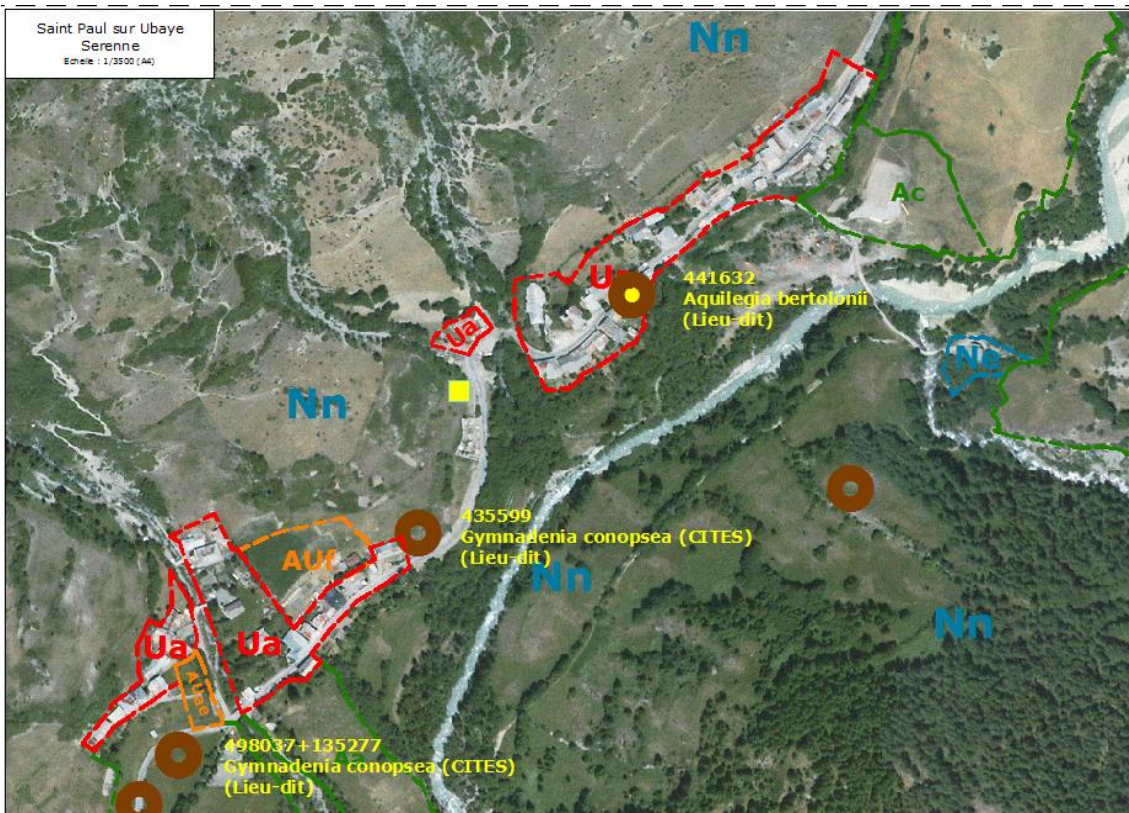 Saint Paul sur Ubaye
Serenne
Echelle : 1/3500 (A4)
Nn
Ac
441632
Aquilegia bertolonii
(Lieu-dit)
Ua
Ne
Nn
435599
Gymnadenia conopsea (CITES)
(Lieu-dit)
AUf
Nn
Nn
Ua
Ua
AUae
498037+135277
Gymnadenia conopsea (CITES)
(Lieu-dit)